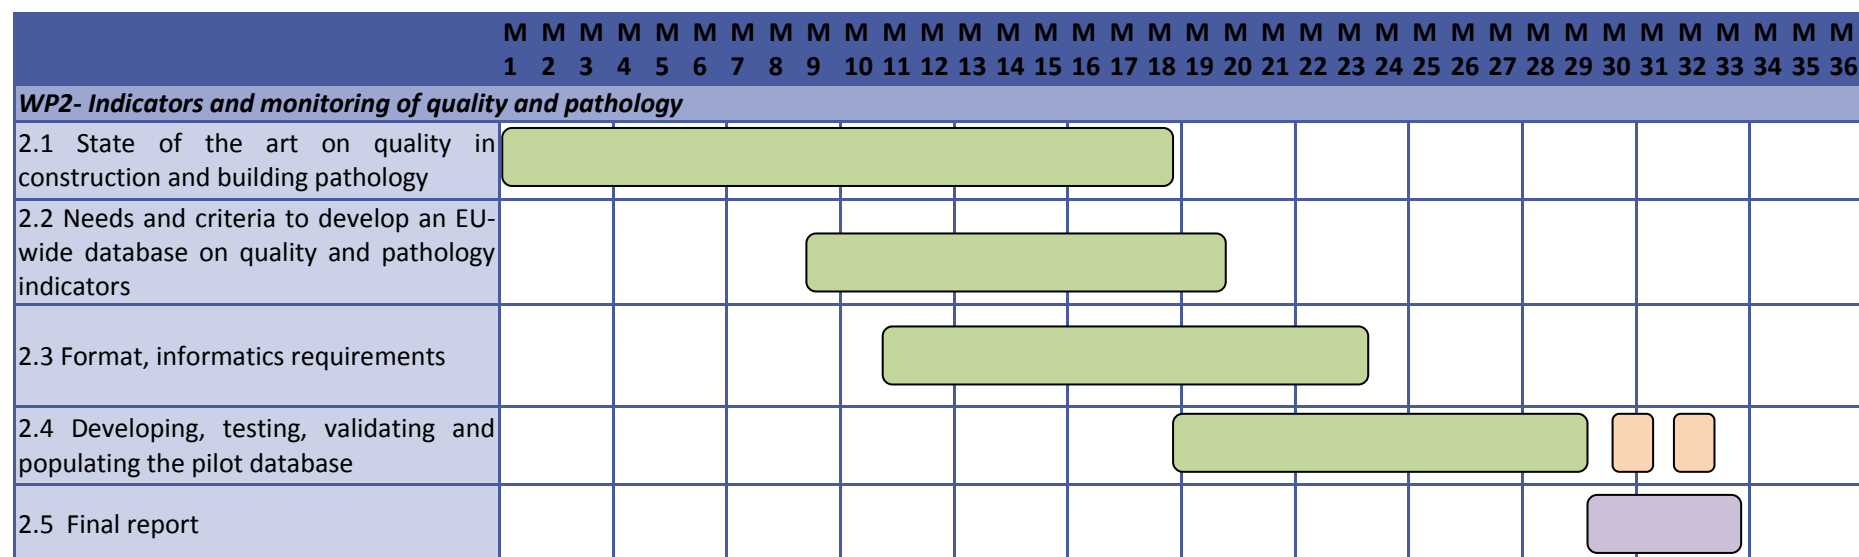 M M M M M M M M M M M M M M M M M M M M M M M M M M M M M M M M M M M M
1 2 3 4 5 6 7 8 9 10 11 12 13 14 15 16 17 18 19 20 21 22 23 24 25 26 27 28 29 30 31 32 33 34 35 36
WP2- Indicators and monitoring of quality and pathology
2.1 State of the art on quality in
construction and building pathology
2.2 Needs and criteria to develop an EU-
wide database on quality and pathology
indicators
2.3 Format, informatics requirements
2.4 Developing, testing, validating and
populating the pilot database
2.5 Final report